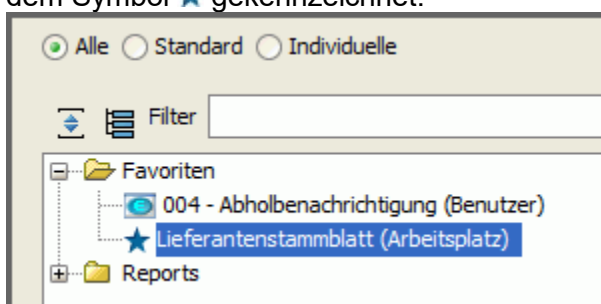 dem Symbol ★ gekennzeichnet.
Alle Standard Individuelle
Filter
Favoriten
004 - Abholbenachrichtigung (Benutzer)
Lieferantenstammblatt (Arbeitsplatz)
Reports